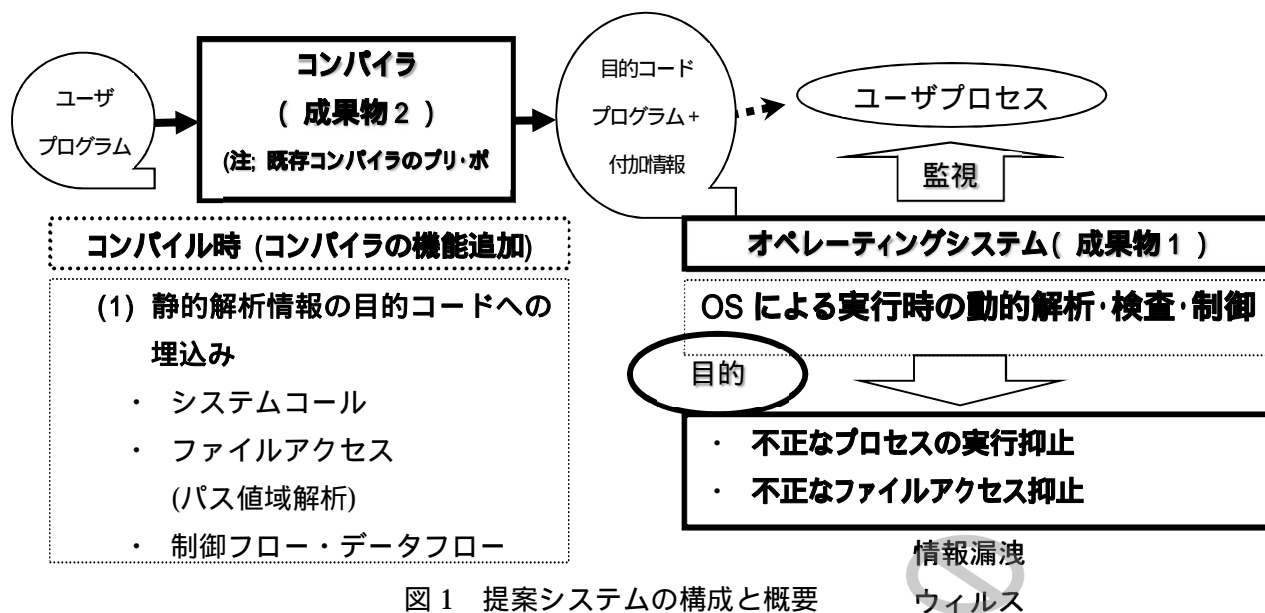 ユーザ
プログラム
コンパイラ
( 成果物 2 )
(注; 既存コンパイラのプリ・ポ
目的コード
プログラム +
付加情報
ユーザプロセス
監視
コンパイル時 (コンパイラの機能追加)
(1) 静的解析情報の目的コードへの
埋込み
・ システムコール
・ ファイルアクセス
(パス値域解析)
・ 制御フロー・データフロー
オペレーティングシステム( 成果物 1 )
OS による実行時の動的解析・検査・制御
目的
・ 不正なプロセスの実行抑止
・ 不正なファイルアクセス抑止
情報漏洩
ウィルス
図 1 提案システムの構成と概要